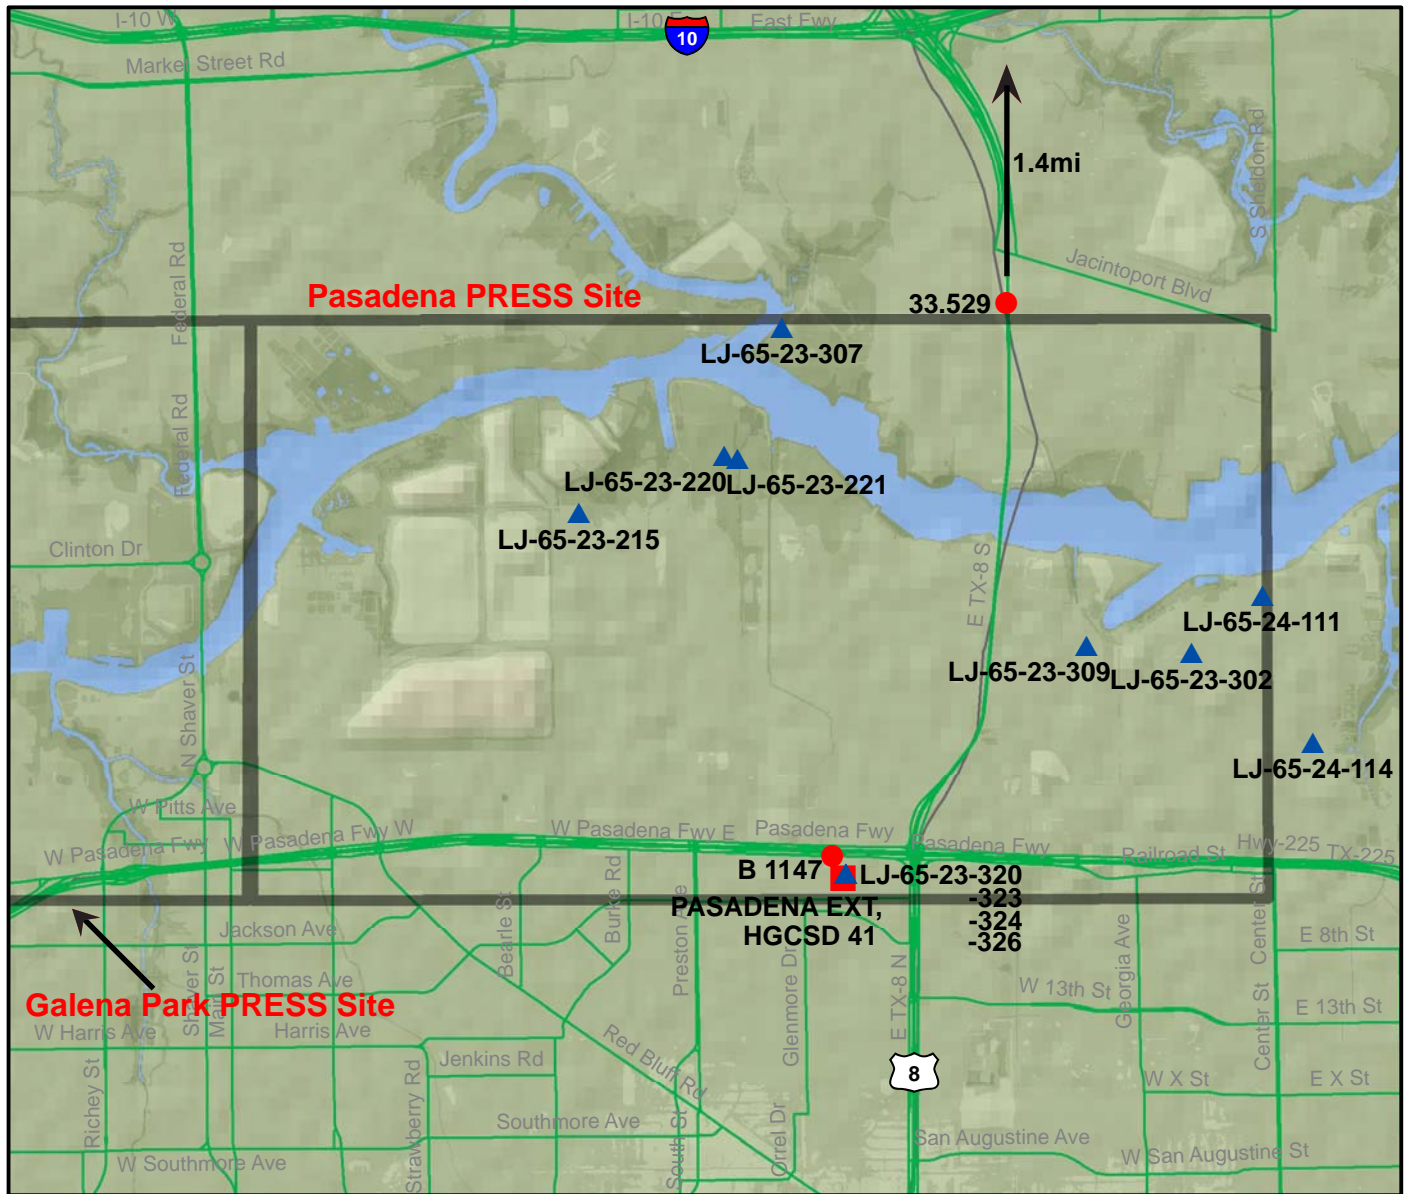 I-10 W
I-10 E
East Fwy
10
Market Street Rd
1.4mi
S Sheldon Rd
Federal Rd
Jacintoport Blvd
Pasadena PRESS Site
33.529
LJ-65-23-307
Federal Rd
LJ-65-23-220
LJ-65-23-221
LJ-65-23-215
Clinton Dr
E TX-8 S
LJ-65-24-111
LJ-65-23-309
LJ-65-23-302
N Shaver St
LJ-65-24-114
W Pitts Ave
W Pasadena Fwy
W Pasadena Fwy W
W Pasadena Fwy E
Pasadena Fwy
Pasadena Fwy
Railroad St
Hwy-225
TX-225
B 1147
LJ-65-23-320
-323
-324
-326
PASADENA EXT,
HGCSD 41
Jackson Ave
Bearle St
Burke Rd
Preston Ave
Glenmore Dr
E TX-8 N
Georgia Ave
Center St
E 8th St
Thomas Ave
W 13th St
E 13th St
Galena Park PRESS Site
Shaver St
Main St
W Harris Ave
Harris Ave
Jenkins Rd
Red Bluff Rd
8
Center St
W X St
E X St
Richey St
Strawberry Rd
Southmore Ave
South St
Orrel Dr
San Augustine Ave
W San Augustine St
W Southmore Ave